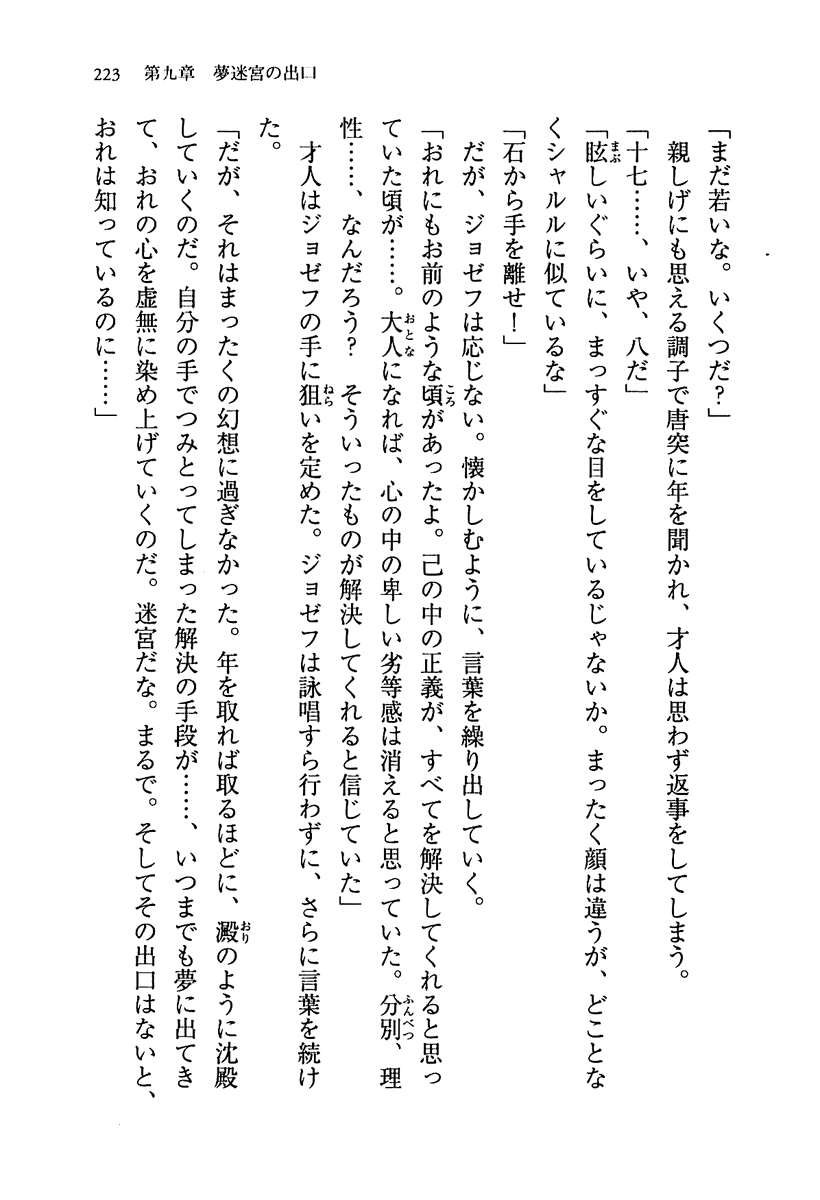 223　第九章　夢迷宮の出口
「まだ若いな。いくつだ？」
　親しげにも思える調子で唐突に年を聞かれ、才人は思わず返事をしてしまう。
「十七……、いや、八だ」
「眩しいぐらいに、まっすぐな目をしているじゃないか。まったく顔は違うが、どことな
くシャルルに似ているな」
「石から手を離せ！」
　だが、ジョゼフは応じない。懐かしむように、言葉を繰り出していく。
「おれにもお前のような頃があったよ。己の中の正義が、すべてを解決してくれると思っ
ていた頃が……。大人になれば、心の中の卑しい劣等感は消えると思っていた。分別、理
性……、なんだろう？　そういったものが解決してくれると信じていた」
　才人はジョゼフの手に狙いを定めた。ジョゼフは詠唱すら行わずに、さらに言葉を続け
た。
「だが、それはまったくの幻想に過ぎなかった。年を取れば取るほどに、澱のように沈殿
していくのだ。自分の手でつみとってしまった解決の手段が……、いつまでも夢に出てき
て、おれの心を虚無に染め上げていくのだ。迷宮だな。まるで。そしてその出口はないと、
おれは知っているのに……」